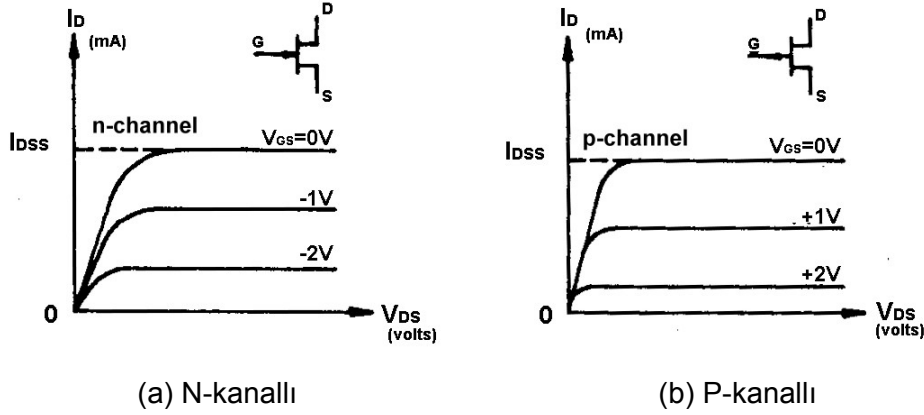 ID
(mA)
D
G
S
n-channel
IDSS
VGS=0V
-1V
-2V
0
VDS
(volts)
(a) N-kanallı
ID
(mA)
D
G
S
p-channel
IDSS
VGS=0V
+1V
+2V
0
VDS
(volts)
(b) P-kanallı